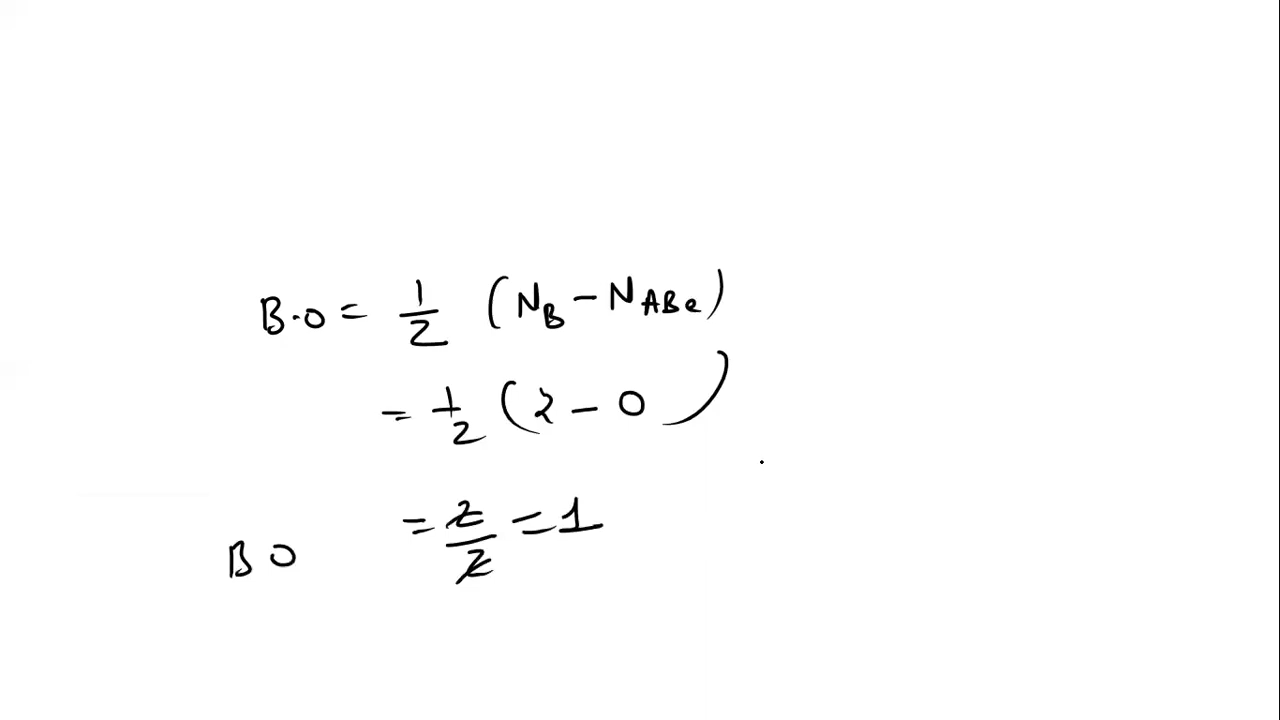 B.O = 1/2 (N_B - N_ABe)
= 1/2 (2 - 0)
= 2/2 = 1
B O